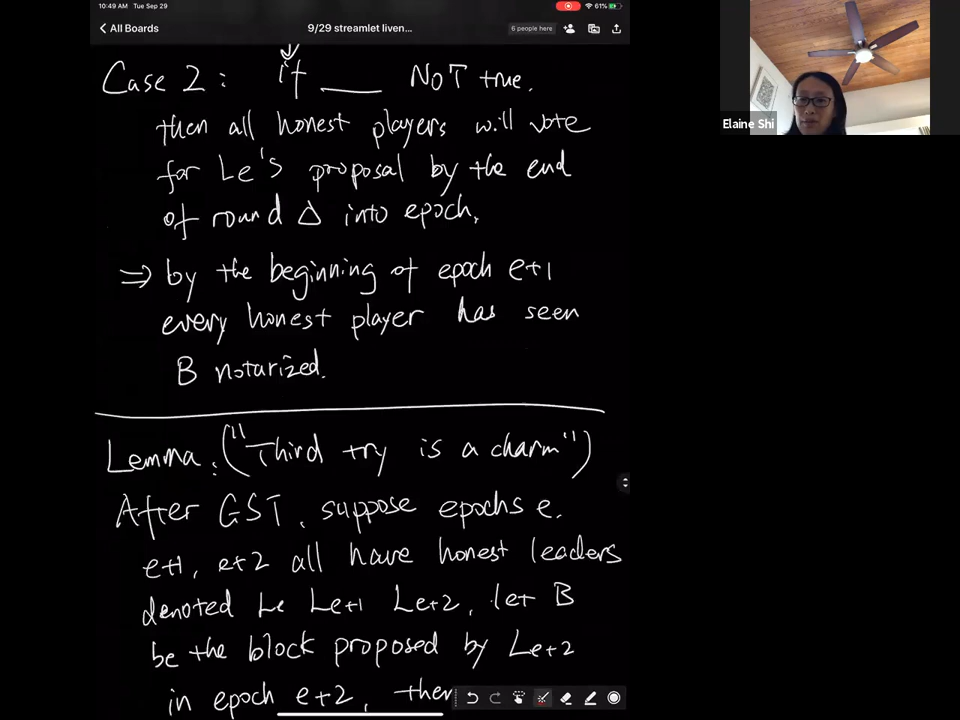 10:49 AM Tue Sep 29
61%
All Boards
9/29 streamlet liven...
6 people here
Case 2: if ___ NOT true.
then all honest players will vote
for Le's proposal by the end
of round Δ into epoch,
⇒ by the beginning of epoch e+1
every honest player has seen
B notarized.
Lemma: ("Third try is a charm")
After GST, suppose epochs e,
e+1, e+2 all have honest leaders
denoted Le Le+1 Le+2, let B
be the block proposed by Le+2
in epoch e+2, then
Elaine Shi